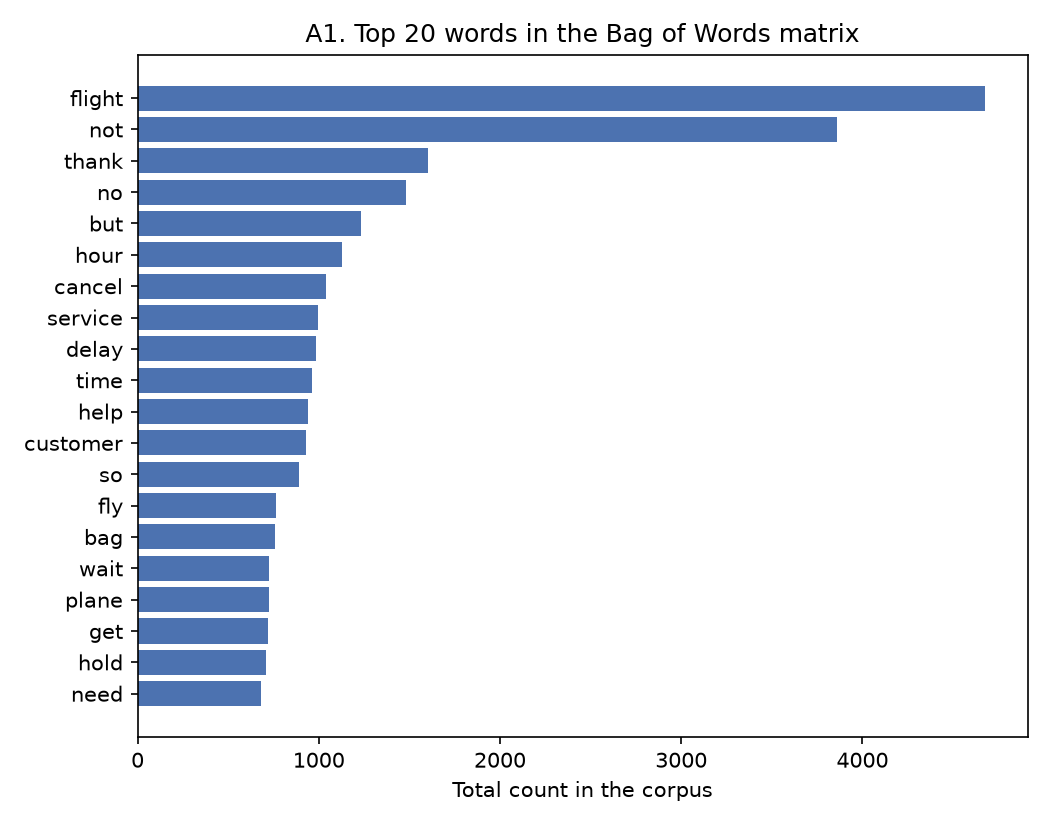 A1. Top 20 words in the Bag of Words matrix
flight
not
thank
no
but
hour
cancel
service
delay
time
help
customer
so
fly
bag
wait
plane
get
hold
need
0 1000 2000 3000 4000
Total count in the corpus